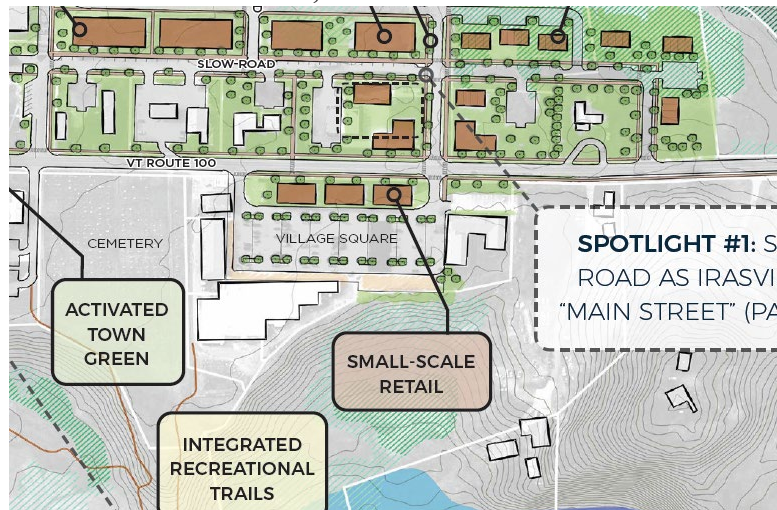 SLOW-ROAD
VT ROUTE 100
CEMETERY
VILLAGE SQUARE
SPOTLIGHT #1: S
ROAD AS IRASVI
“MAIN STREET” (PA
ACTIVATED
TOWN
GREEN
SMALL-SCALE
RETAIL
INTEGRATED
RECREATIONAL
TRAILS